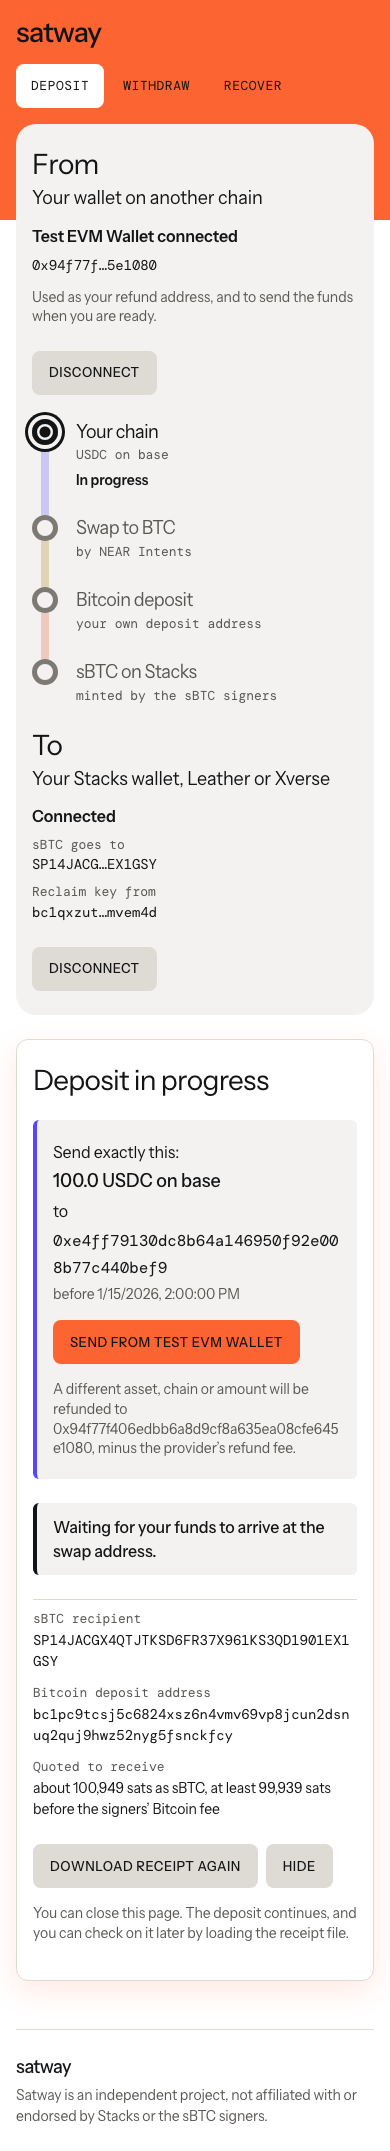 satway
DEPOSIT WITHDRAW RECOVER
From
Your wallet on another chain
Test EVM Wallet connected
0x94f77f…5e1080
Used as your refund address, and to send the funds
when you are ready.
DISCONNECT
Your chain
USDC on base
In progress
Swap to BTC
by NEAR Intents
Bitcoin deposit
your own deposit address
sBTC on Stacks
minted by the sBTC signers
To
Your Stacks wallet, Leather or Xverse
Connected
sBTC goes to
SP14JACG…EX1GSY
Reclaim key from
bc1qxzut…mvem4d
DISCONNECT
Deposit in progress
Send exactly this:
100.0 USDC on base
to
0xe4ff79130dc8b64a146950f92e00
8b77c440bef9
before 1/15/2026, 2:00:00 PM
SEND FROM TEST EVM WALLET
A different asset, chain or amount will be
refunded to
0x94f77f406edbb6a8d9cf8a635ea08cfe645
e1080, minus the provider’s refund fee.
Waiting for your funds to arrive at the
swap address.
sBTC recipient
SP14JACGX4QTJTKSD6FR37X961KS3QD1901EX1
GSY
Bitcoin deposit address
bc1pc9tcsj5c6824xsz6n4vmv69vp8jcun2dsn
uq2quj9hwz52nyg5fsnckfcy
Quoted to receive
about 100,949 sats as sBTC, at least 99,939 sats
before the signers’ Bitcoin fee
DOWNLOAD RECEIPT AGAIN HIDE
You can close this page. The deposit continues, and
you can check on it later by loading the receipt file.
satway
Satway is an independent project, not affiliated with or
endorsed by Stacks or the sBTC signers.